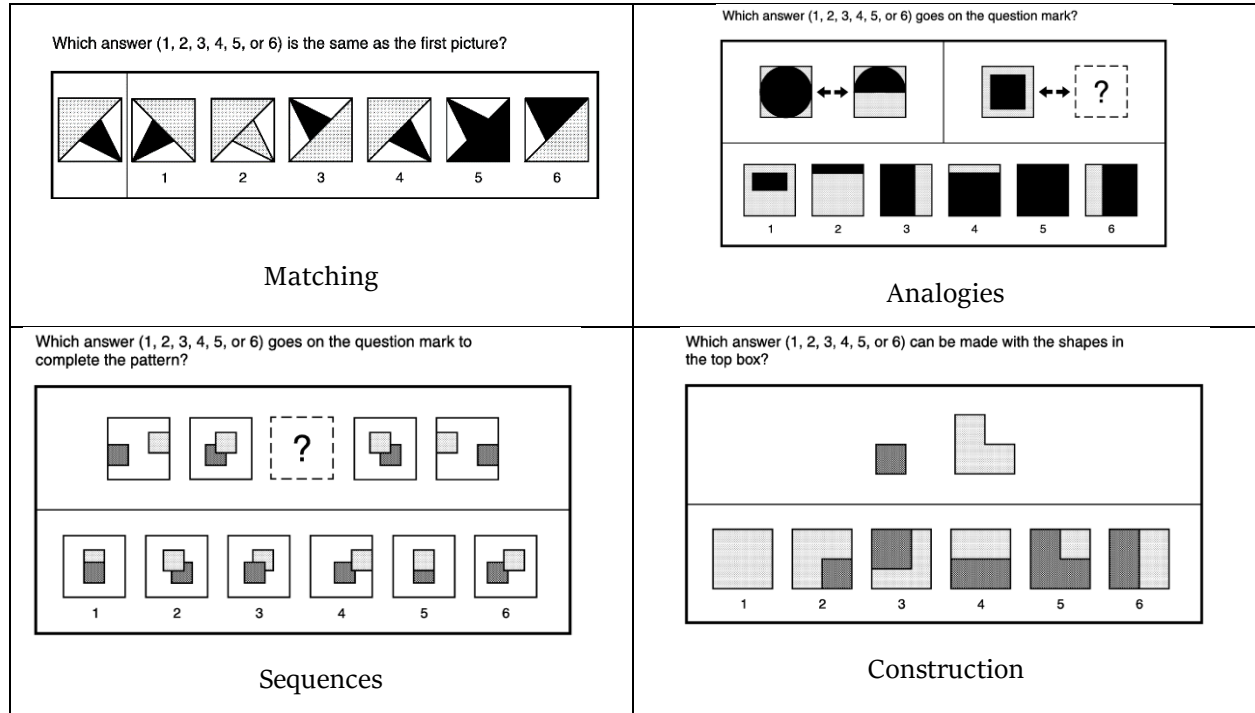 Which answer (1, 2, 3, 4, 5, or 6) is the same as the first picture?
1 2 3 4 5 6
Matching
Which answer (1, 2, 3, 4, 5, or 6) goes on the question mark?
?
1 2 3 4 5 6
Analogies
Which answer (1, 2, 3, 4, 5, or 6) goes on the question mark to
complete the pattern?
?
1 2 3 4 5 6
Sequences
Which answer (1, 2, 3, 4, 5, or 6) can be made with the shapes in
the top box?
1 2 3 4 5 6
Construction